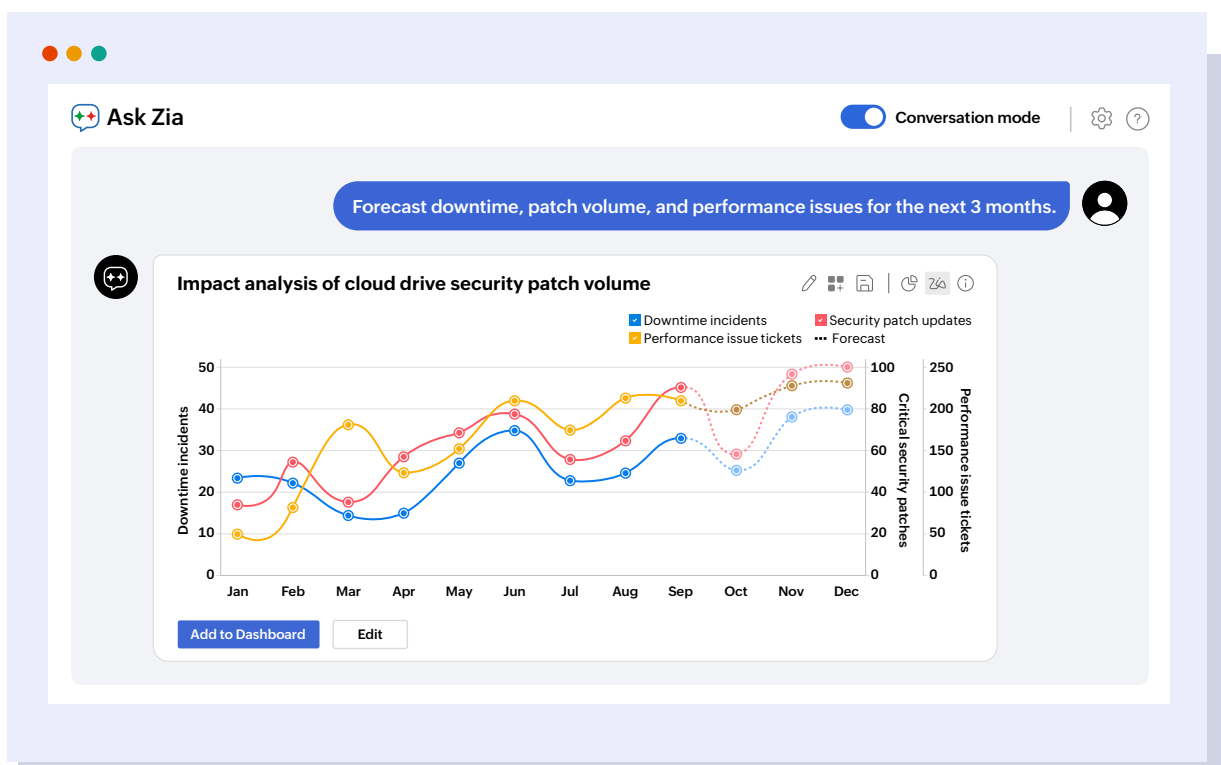 Ask Zia
Conversation mode
?
Forecast downtime, patch volume, and performance issues for the next 3 months.
Impact analysis of cloud drive security patch volume
Downtime incidents
Security patch updates
Performance issue tickets
Forecast
Downtime incidents
50
40
30
20
10
0
100
80
60
40
20
0
Critical security patches
250
200
150
100
50
0
Performance issue tickets
Jan Feb Mar Apr May Jun Jul Aug Sep Oct Nov Dec
Add to Dashboard
Edit